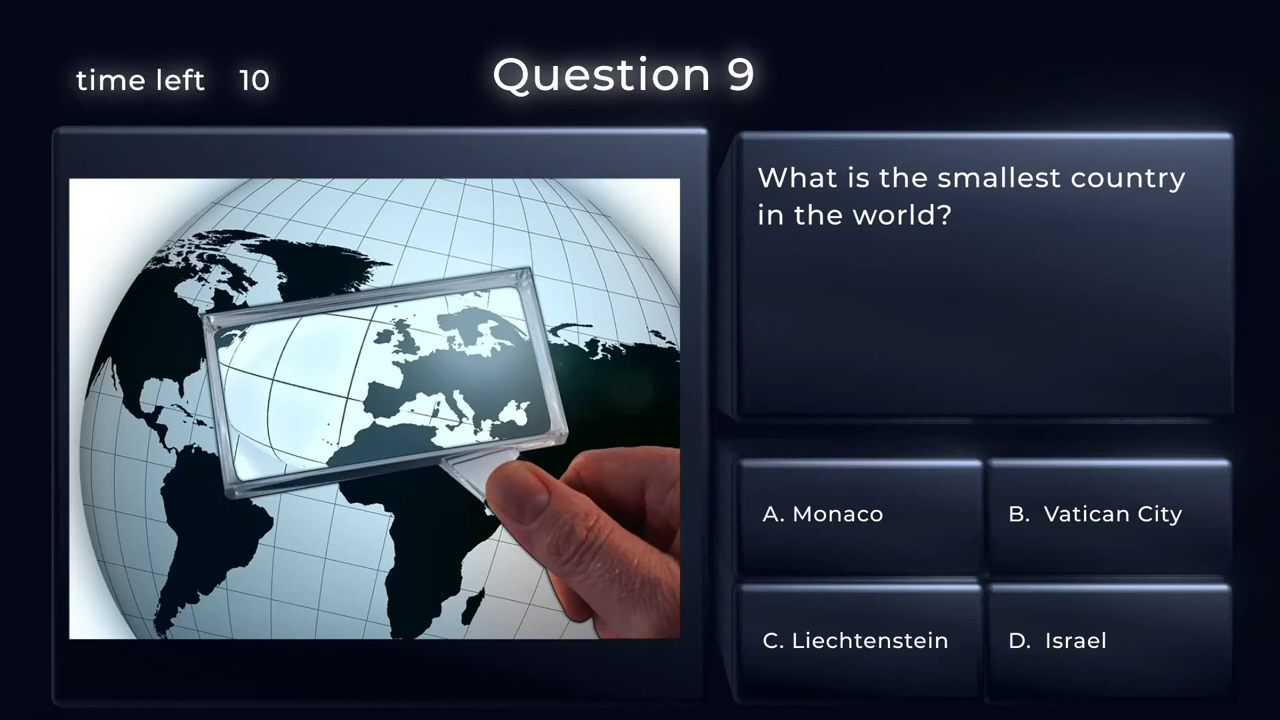 time left 10
Question 9
What is the smallest country
in the world?
A. Monaco
B. Vatican City
C. Liechtenstein
D. Israel